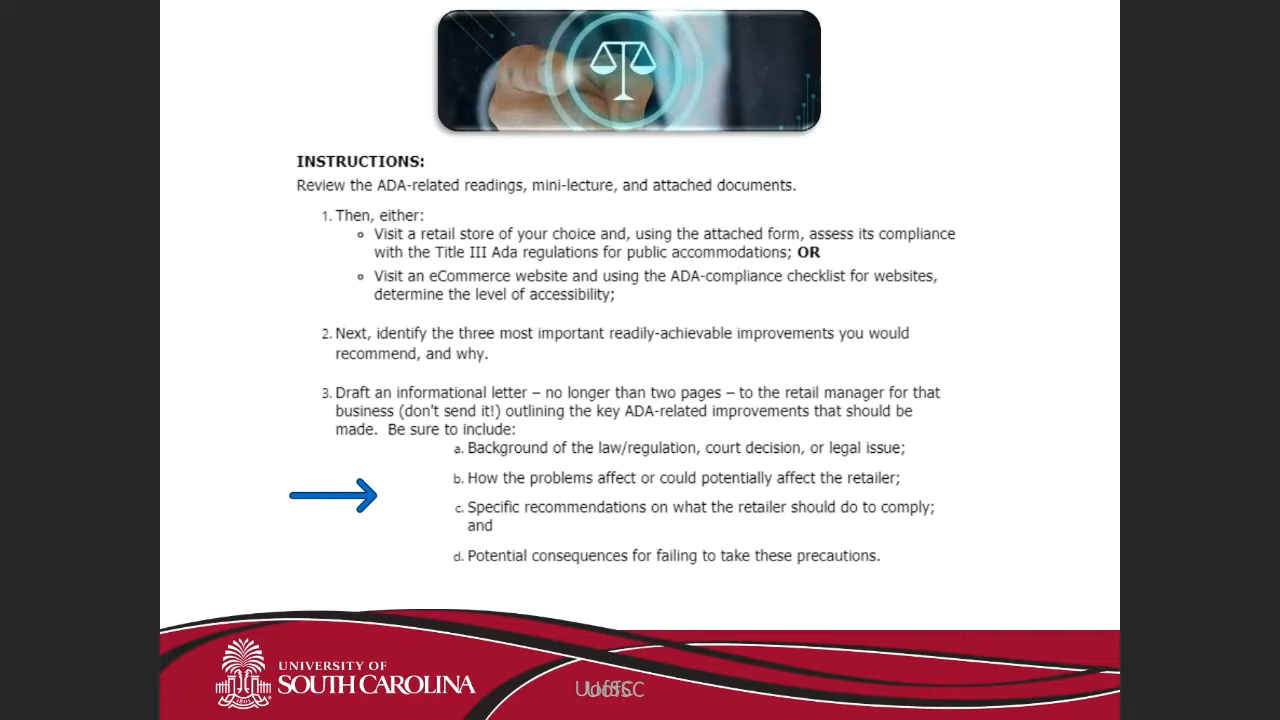 INSTRUCTIONS:
Review the ADA-related readings, mini-lecture, and attached documents.
1. Then, either:
Visit a retail store of your choice and, using the attached form, assess its compliance
with the Title III Ada regulations for public accommodations; OR
Visit an eCommerce website and using the ADA-compliance checklist for websites,
determine the level of accessibility;
2. Next, identify the three most important readily-achievable improvements you would
recommend, and why.
3. Draft an informational letter – no longer than two pages – to the retail manager for that
business (don't send it!) outlining the key ADA-related improvements that should be
made.  Be sure to include:
a. Background of the law/regulation, court decision, or legal issue;
b. How the problems affect or could potentially affect the retailer;
c. Specific recommendations on what the retailer should do to comply;
and
d. Potential consequences for failing to take these precautions.
UNIVERSITY OF
SOUTH CAROLINA